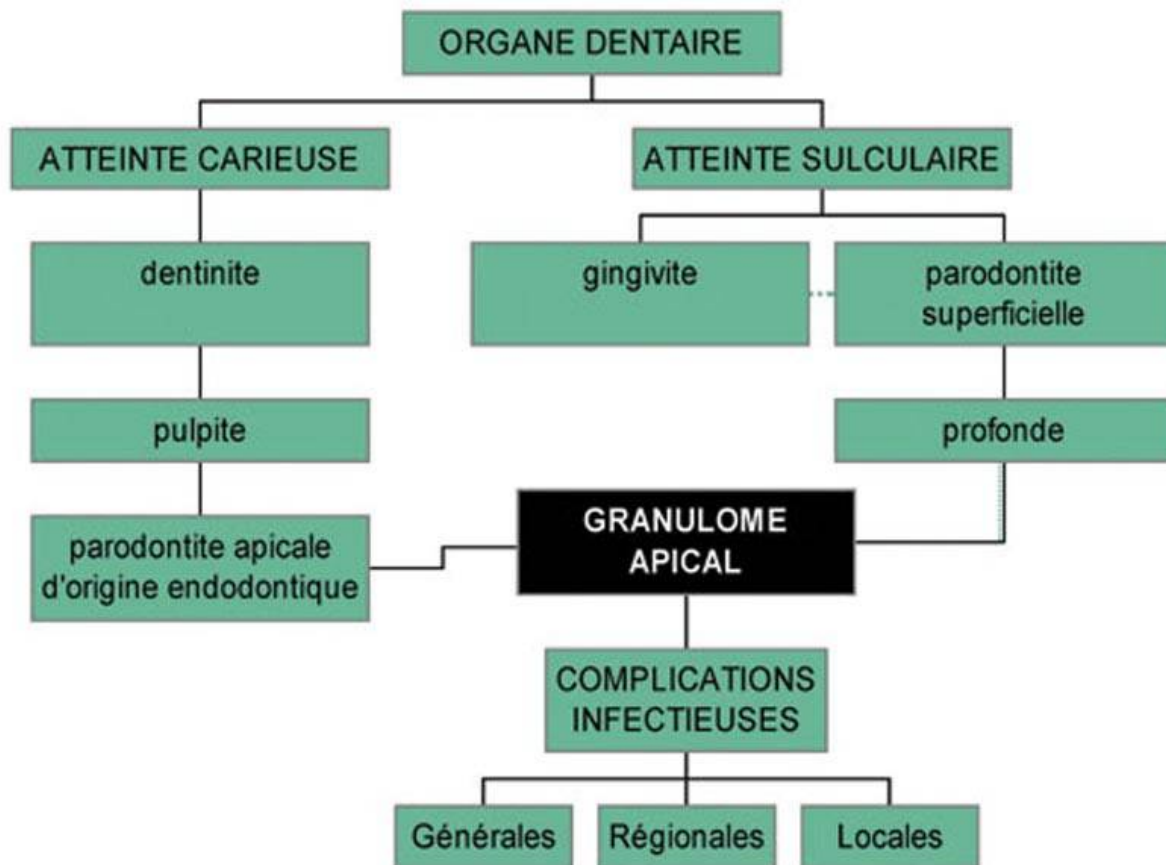 ORGANE DENTAIRE
ATTEINTE CARIEUSE
ATTEINTE SULCULAIRE
dentinite
gingivite
parodontite
superficielle
pulpite
profonde
parodontite apicale
d'origine endodontique
GRANULOME
APICAL
COMPLICATIONS
INFECTIEUSES
Générales
Régionales
Locales